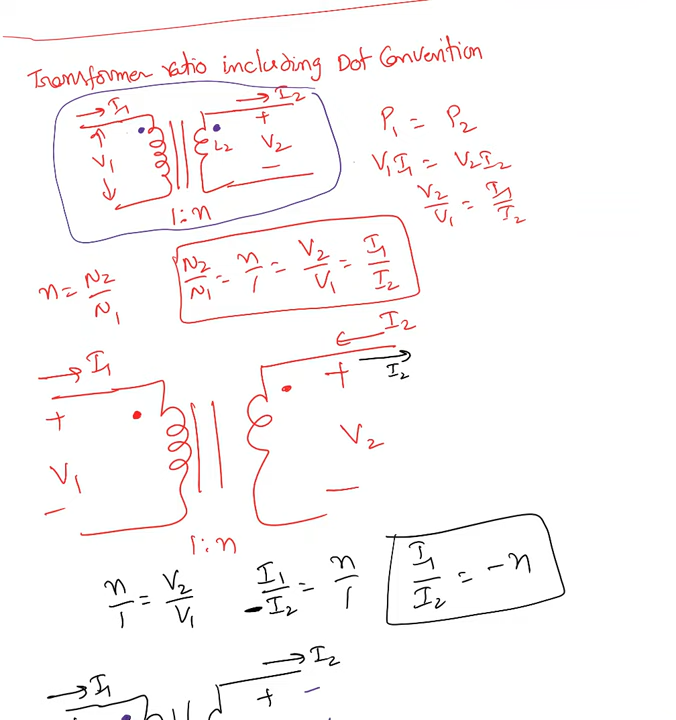 Transformer ratio including Dot Convention
I₁ I₂
+
V₁ L₂ V₂
−
1:n
P₁ = P₂
V₁I₁ = V₂I₂
V₂/V₁ = I₁/I₂
n = N₂/N₁
N₂/N₁ = n/1 = V₂/V₁ = I₁/I₂
I₂
I₁ I₂
+ +
V₁ V₂
− −
1:n
n/1 = V₂/V₁
I₁/-I₂ = n/1
I₁/I₂ = -n
I₁ I₂
+ −